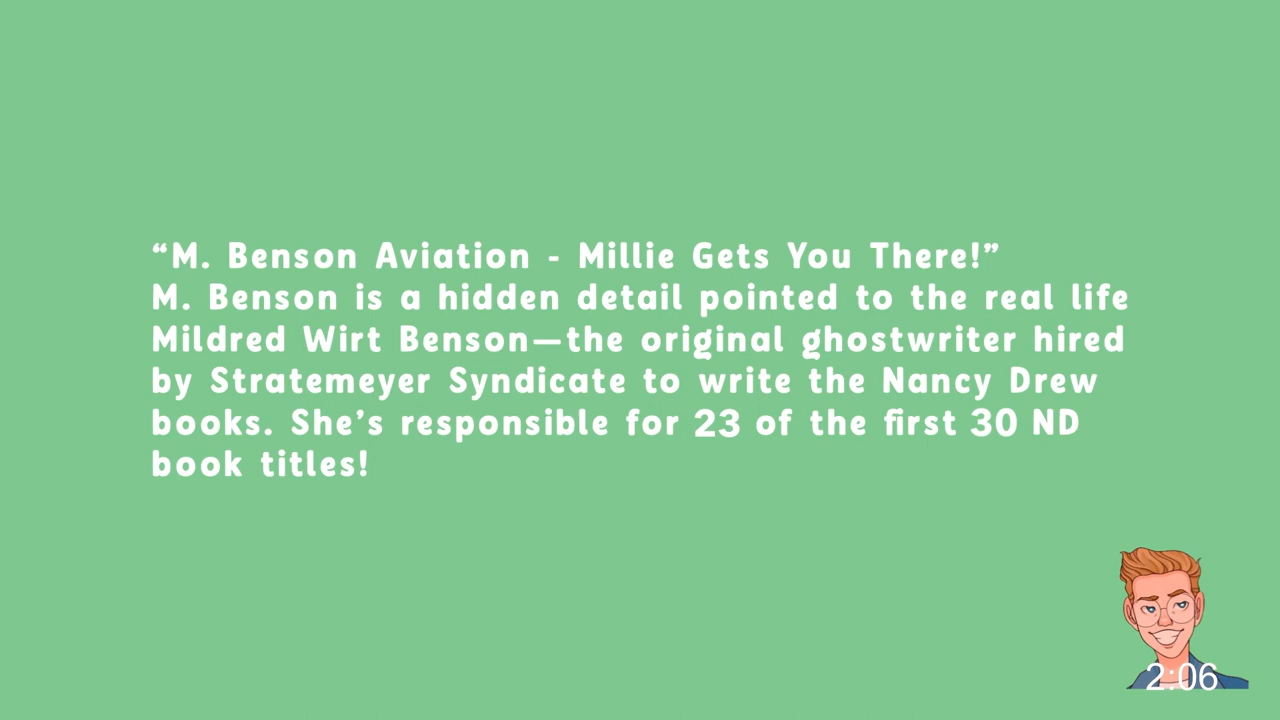 “M. Benson Aviation - Millie Gets You There!”
M. Benson is a hidden detail pointed to the real life
Mildred Wirt Benson—the original ghostwriter hired
by Stratemeyer Syndicate to write the Nancy Drew
books. She’s responsible for 23 of the first 30 ND
book titles!
2:06